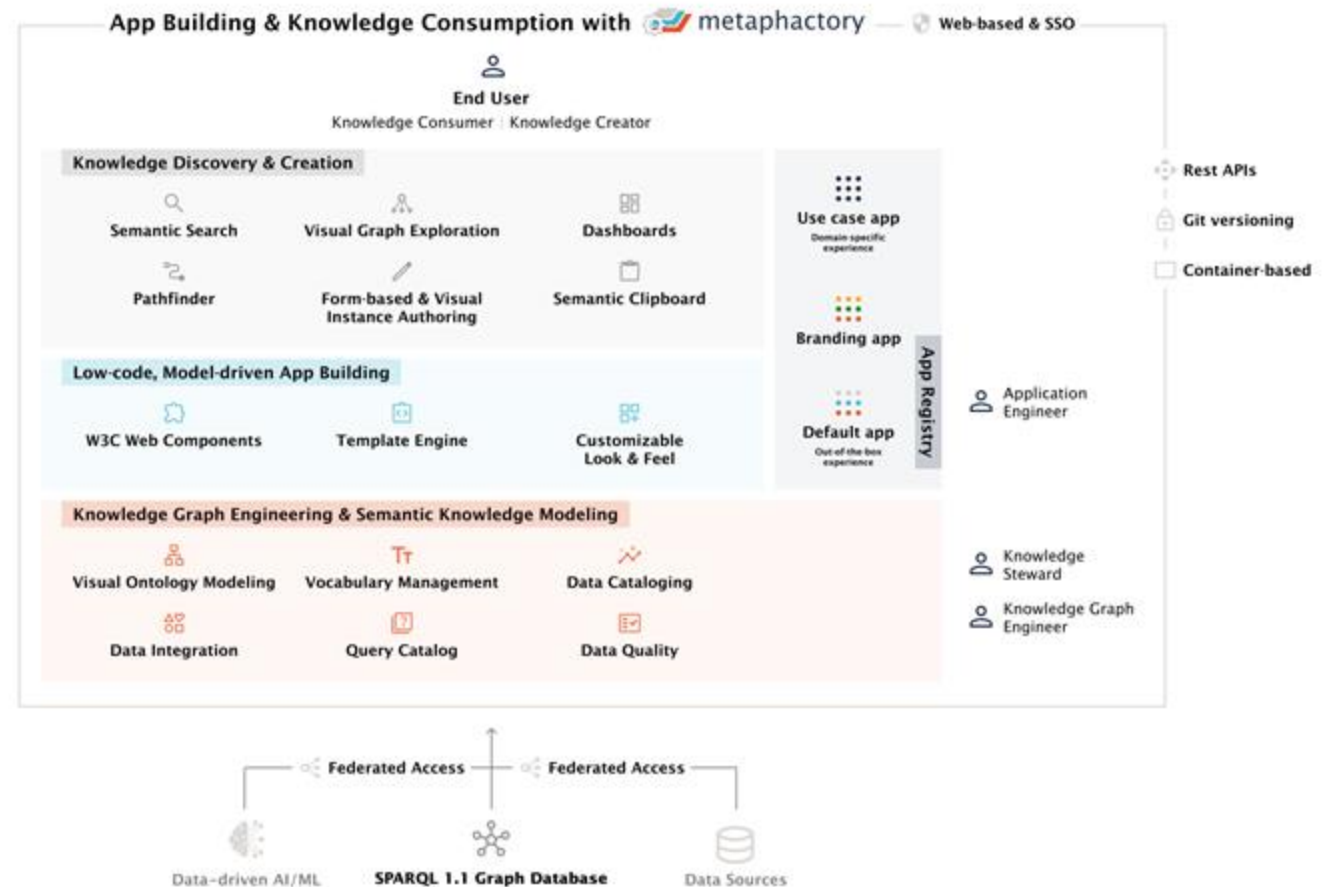 App Building & Knowledge Consumption with metaphactory
Web-based & SSO
End User
Knowledge Consumer | Knowledge Creator
Knowledge Discovery & Creation
Semantic Search
Visual Graph Exploration
Dashboards
Pathfinder
Form-based & Visual
Instance Authoring
Semantic Clipboard
Low-code, Model-driven App Building
W3C Web Components
Template Engine
Customizable
Look & Feel
Use case app
Domain-specific
experience
Branding app
Default app
Out of the box
experience
App Registry
Rest APIs
Git versioning
Container-based
Application
Engineer
Knowledge Graph Engineering & Semantic Knowledge Modeling
Visual Ontology Modeling
Vocabulary Management
Data Cataloging
Data Integration
Query Catalog
Data Quality
Knowledge
Steward
Knowledge Graph
Engineer
Federated Access
Federated Access
Data-driven AI/ML
SPARQL 1.1 Graph Database
Data Sources